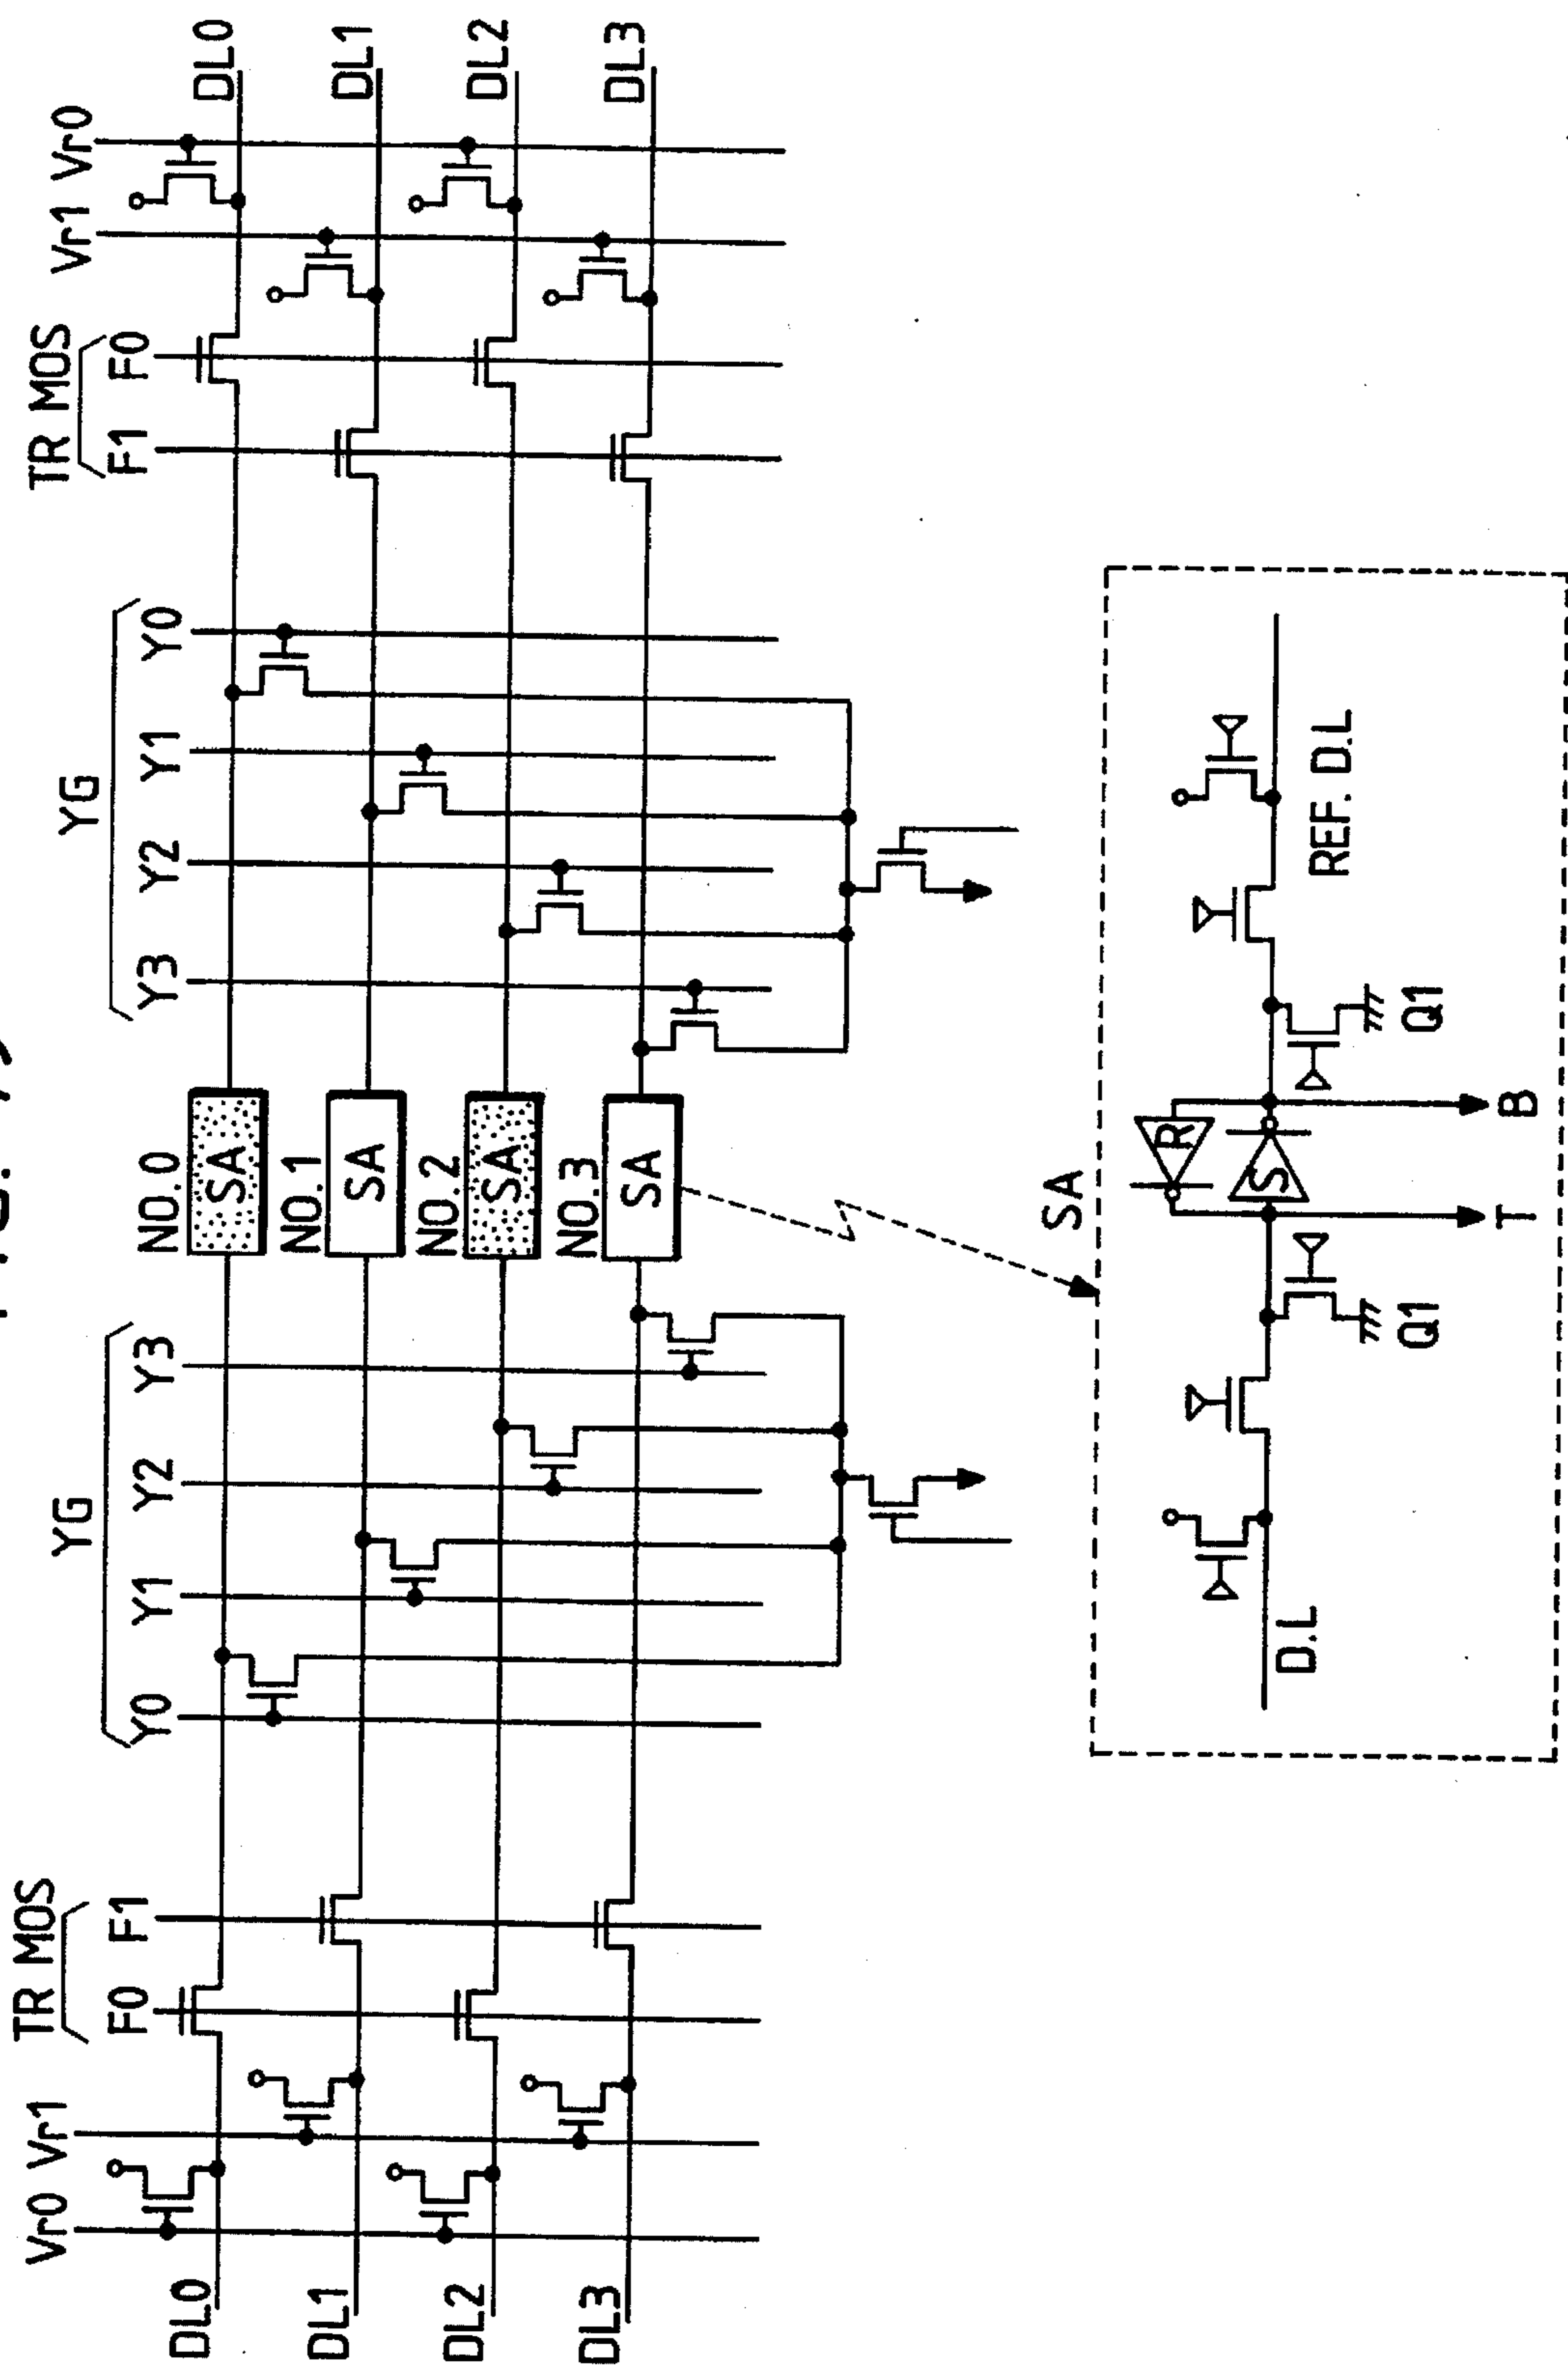 TR MOS
YG
YG
TR MOS
Vr0 Vr1
F0 F1
Y0 Y1 Y2 Y3
Y3 Y2 Y1 Y0
F1 F0
Vr1 Vr0
DL0
NO.0
SA
DL0
DL1
NO.1
SA
DL1
DL2
NO.2
SA
DL2
DL3
NO.3
SA
DL3
SA
R
S
D.L
REF. D.L
Q1
Q1
T
B